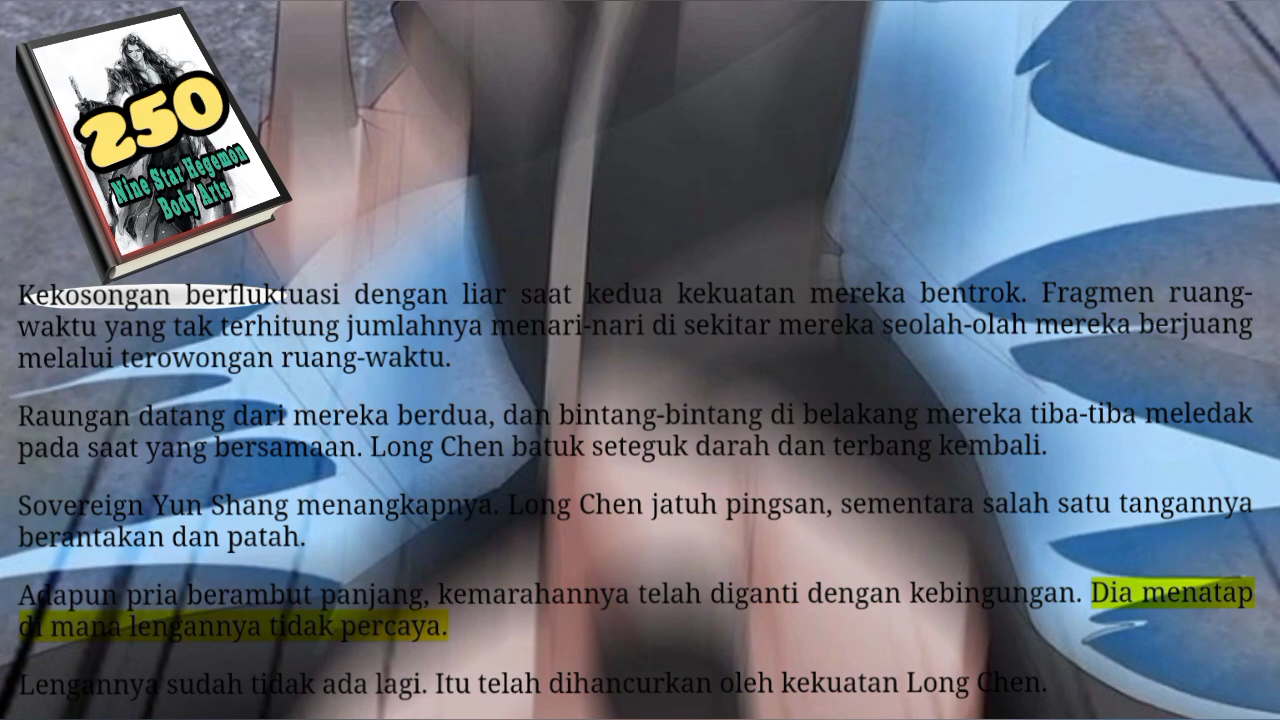 250
Nine Star Hegemon
Body Arts
Kekosongan berfluktuasi dengan liar saat kedua kekuatan mereka bentrok. Fragmen ruang-
waktu yang tak terhitung jumlahnya menari-nari di sekitar mereka seolah-olah mereka berjuang
melalui terowongan ruang-waktu.
Raungan datang dari mereka berdua, dan bintang-bintang di belakang mereka tiba-tiba meledak
pada saat yang bersamaan. Long Chen batuk seteguk darah dan terbang kembali.
Sovereign Yun Shang menangkapnya. Long Chen jatuh pingsan, sementara salah satu tangannya
berantakan dan patah.
Adapun pria berambut panjang, kemarahannya telah diganti dengan kebingungan. Dia menatap
di mana lengannya tidak percaya.
Lengannya sudah tidak ada lagi. Itu telah dihancurkan oleh kekuatan Long Chen.